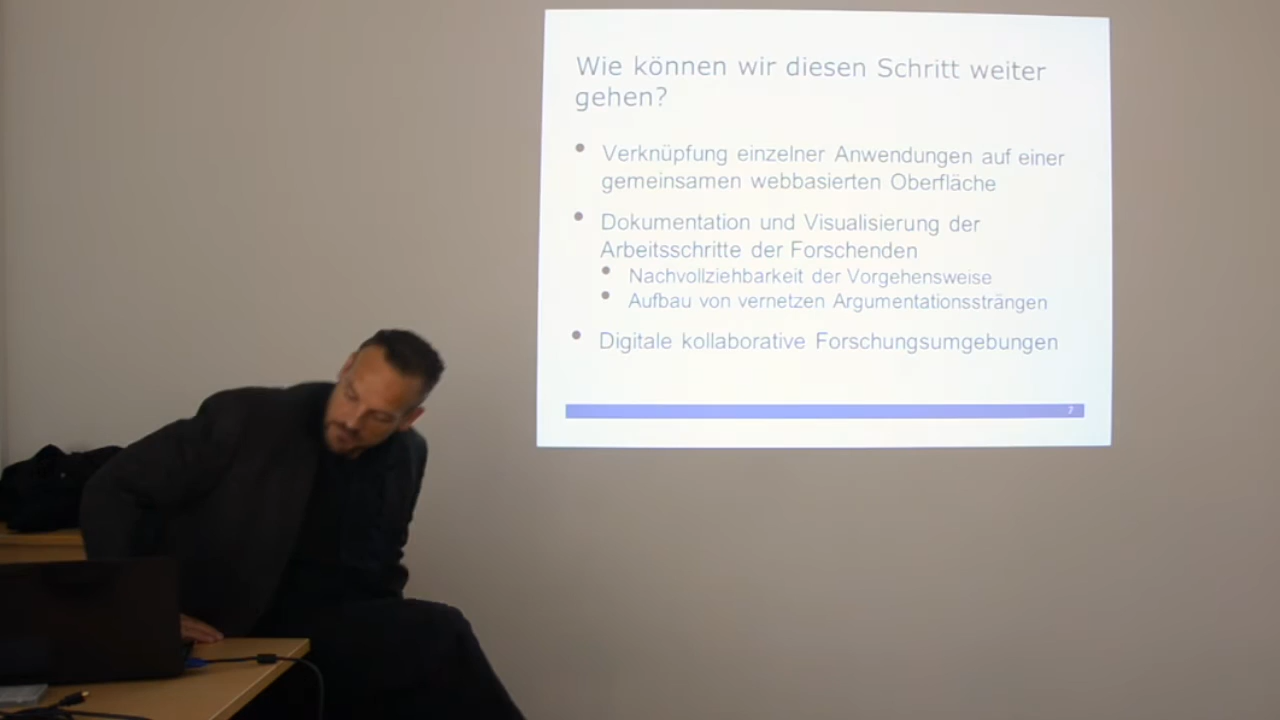 Wie können wir diesen Schritt weiter
gehen?
• Verknüpfung einzelner Anwendungen auf einer
gemeinsamen webbasierten Oberfläche
• Dokumentation und Visualisierung der
Arbeitsschritte der Forschenden
• Nachvollziehbarkeit der Vorgehensweise
• Aufbau von vernetzen Argumentationssträngen
• Digitale kollaborative Forschungsumgebungen
7